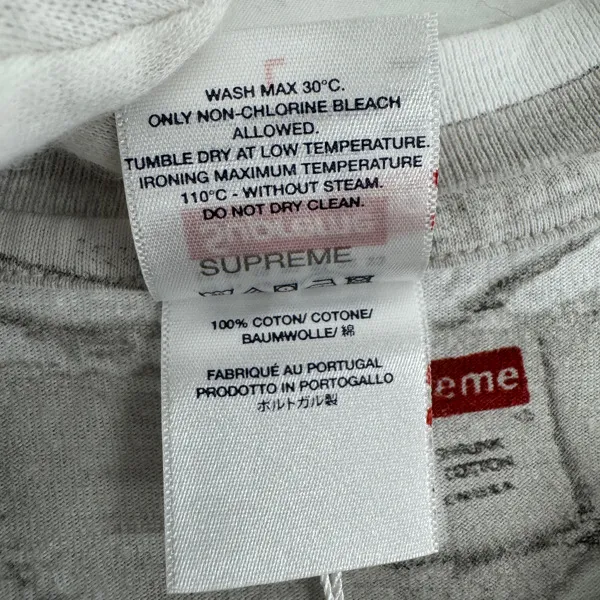 WASH MAX 30°C.
ONLY NON-CHLORINE BLEACH
ALLOWED.
TUMBLE DRY AT LOW TEMPERATURE.
IRONING MAXIMUM TEMPERATURE
110°C - WITHOUT STEAM.
DO NOT DRY CLEAN.
SUPREME
100% COTON/ COTONE/
BAUMWOLLE/ 綿
FABRIQUÉ AU PORTUGAL
PRODOTTO IN PORTOGALLO
ポルトガル製
eme
COTTON